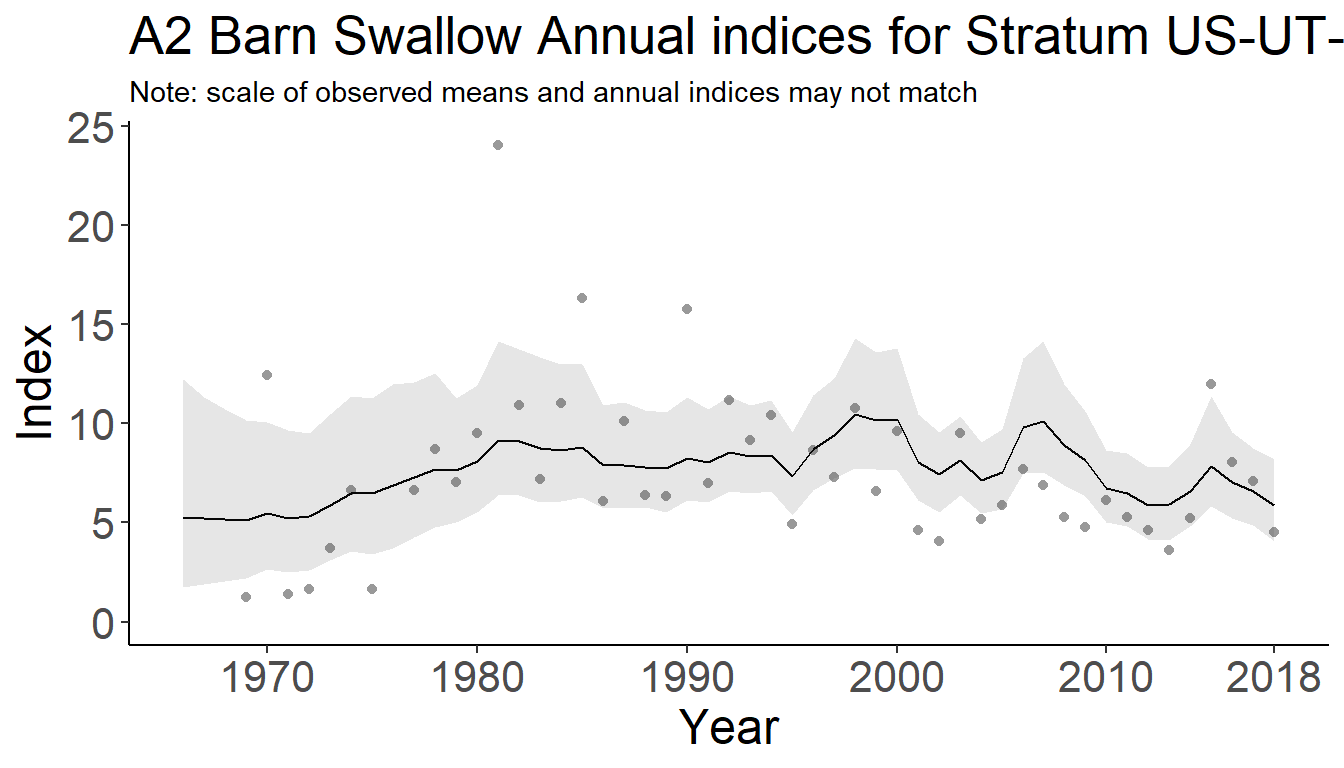 A2 Barn Swallow Annual indices for Stratum US-UT-
Note: scale of observed means and annual indices may not match
25
20
15
10
5
0
Index
1970 1980 1990 2000 2010 2018
Year